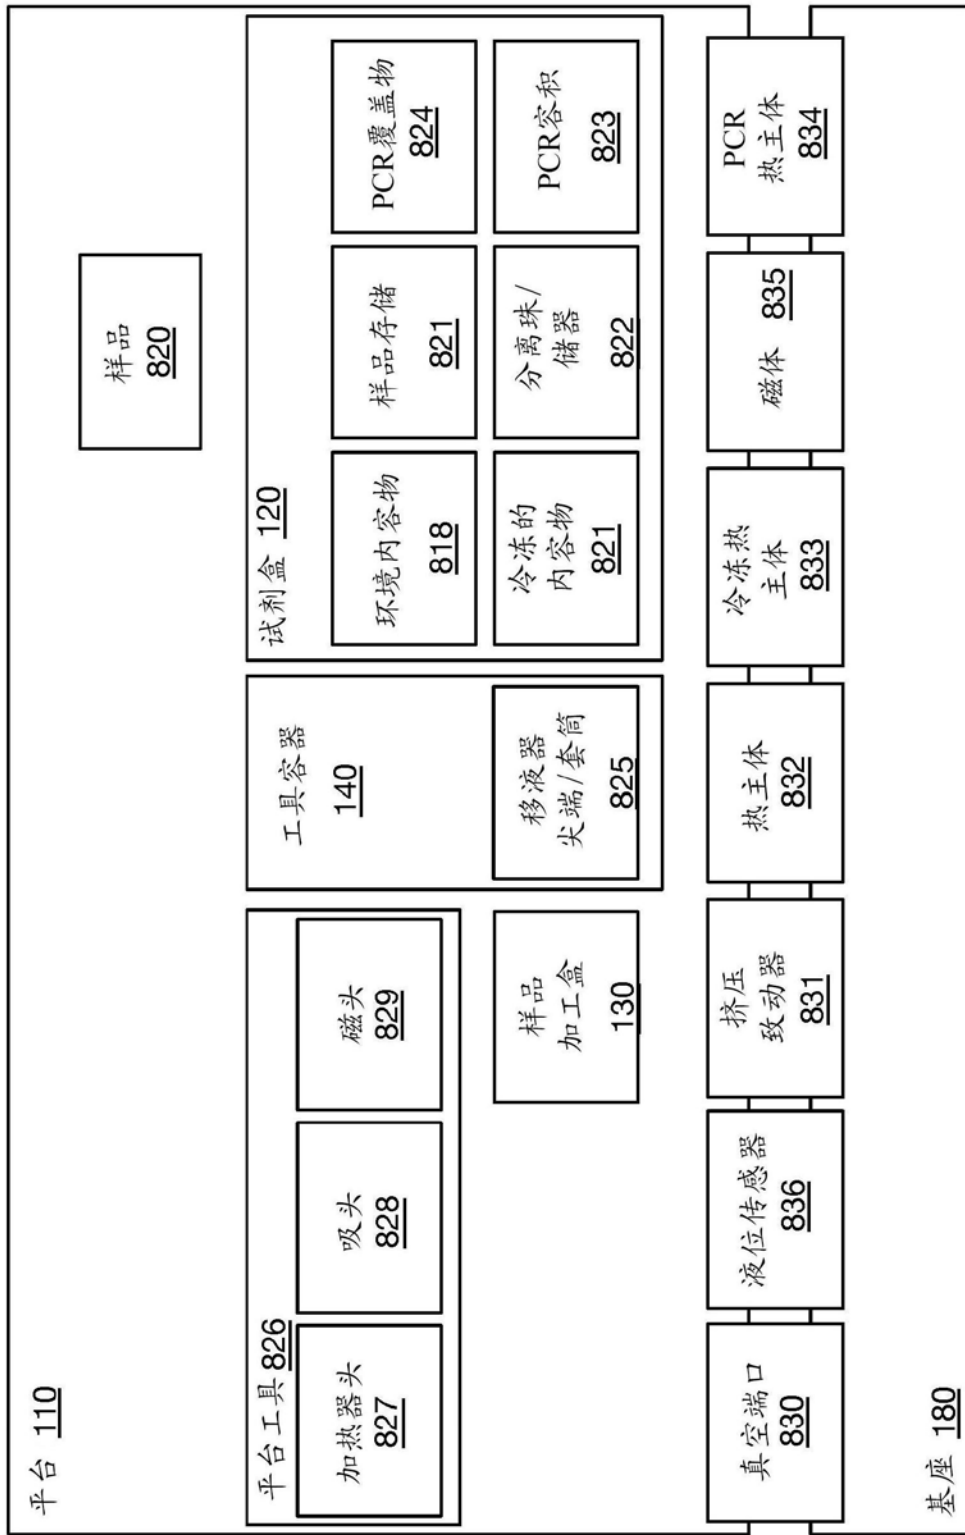 平台 110
样品
820
平台工具 826
加热器头
827
吸头
828
磁头
829
样品
加工盒
130
工具容器
140
移液器
尖端/套筒
825
试剂盒 120
环境内容物
818
样品存储
821
PCR覆盖物
824
冷冻的
内容物
821
分离珠/
储器
822
PCR容积
823
真空端口
830
液位传感器
836
挤压
致动器
831
热主体
832
冷冻热
主体
833
磁体 835
PCR
热主体
834
基座 180